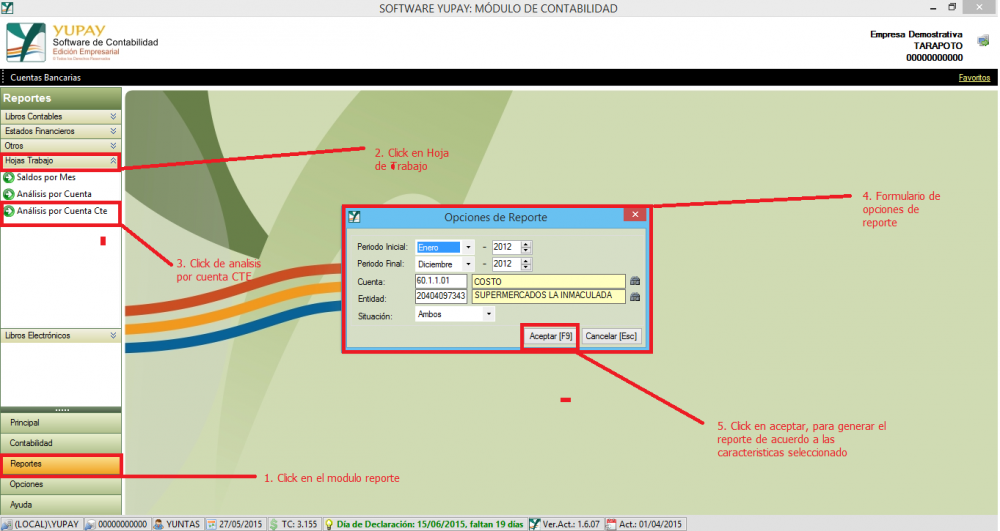 SOFTWARE YUPAY: MÓDULO DE CONTABILIDAD
YUPAY
Software de Contabilidad
Edición Empresarial
© Todos los Derechos Reservados
Empresa Demostrativa
TARAPOTO
00000000000
Cuentas Bancarias
Favoritos
Reportes
Libros Contables
Estados Financieros
Otros
Hojas Trabajo
Saldos por Mes
Análisis por Cuenta
Análisis por Cuenta Cte
2. Click en Hoja
de Trabajo
3. Click de analisis
por cuenta CTE
4. Formulario de
opciones de
reporte
Opciones de Reporte
Periodo Inicial: Enero - 2012
Periodo Final: Diciembre - 2012
Cuenta: 60.1.1.01 COSTO
Entidad: 20404097343 SUPERMERCADOS LA INMACULADA
Situación: Ambos
Aceptar [F9] Cancelar [Esc]
Libros Electrónicos
5. Click en aceptar, para generar el
reporte de acuerdo a las
caracteristicas seleccionado
Principal
Contabilidad
Reportes
Opciones
Ayuda
1. Click en el modulo reporte
(LOCAL)\YUPAY 00000000000 YUNTAS 27/05/2015 TC: 3.155 Día de Declaración: 15/06/2015, faltan 19 días Ver.Act.: 1.6.07 Act.: 01/04/2015